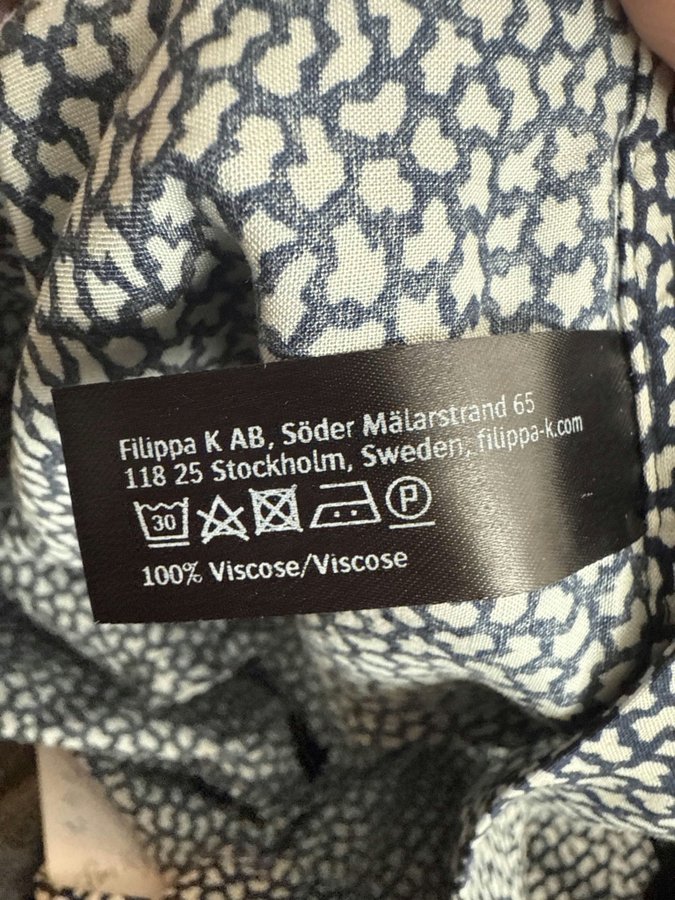 Filippa K AB, Söder Mälarstrand 65
118 25 Stockholm, Sweden, filippa-k.com
30 P
100% Viscose/Viscose